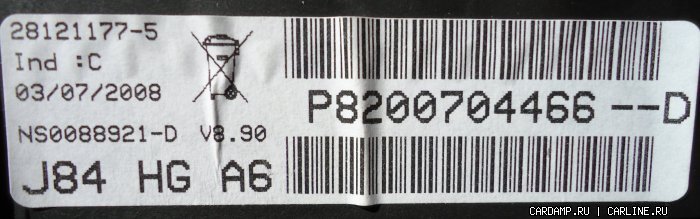 28121177-5
Ind :C
03/07/2008
NS0088921-D V8.90
J84 HG A6
P8200704466--D
CARDAMP.RU | CARLINE.RU